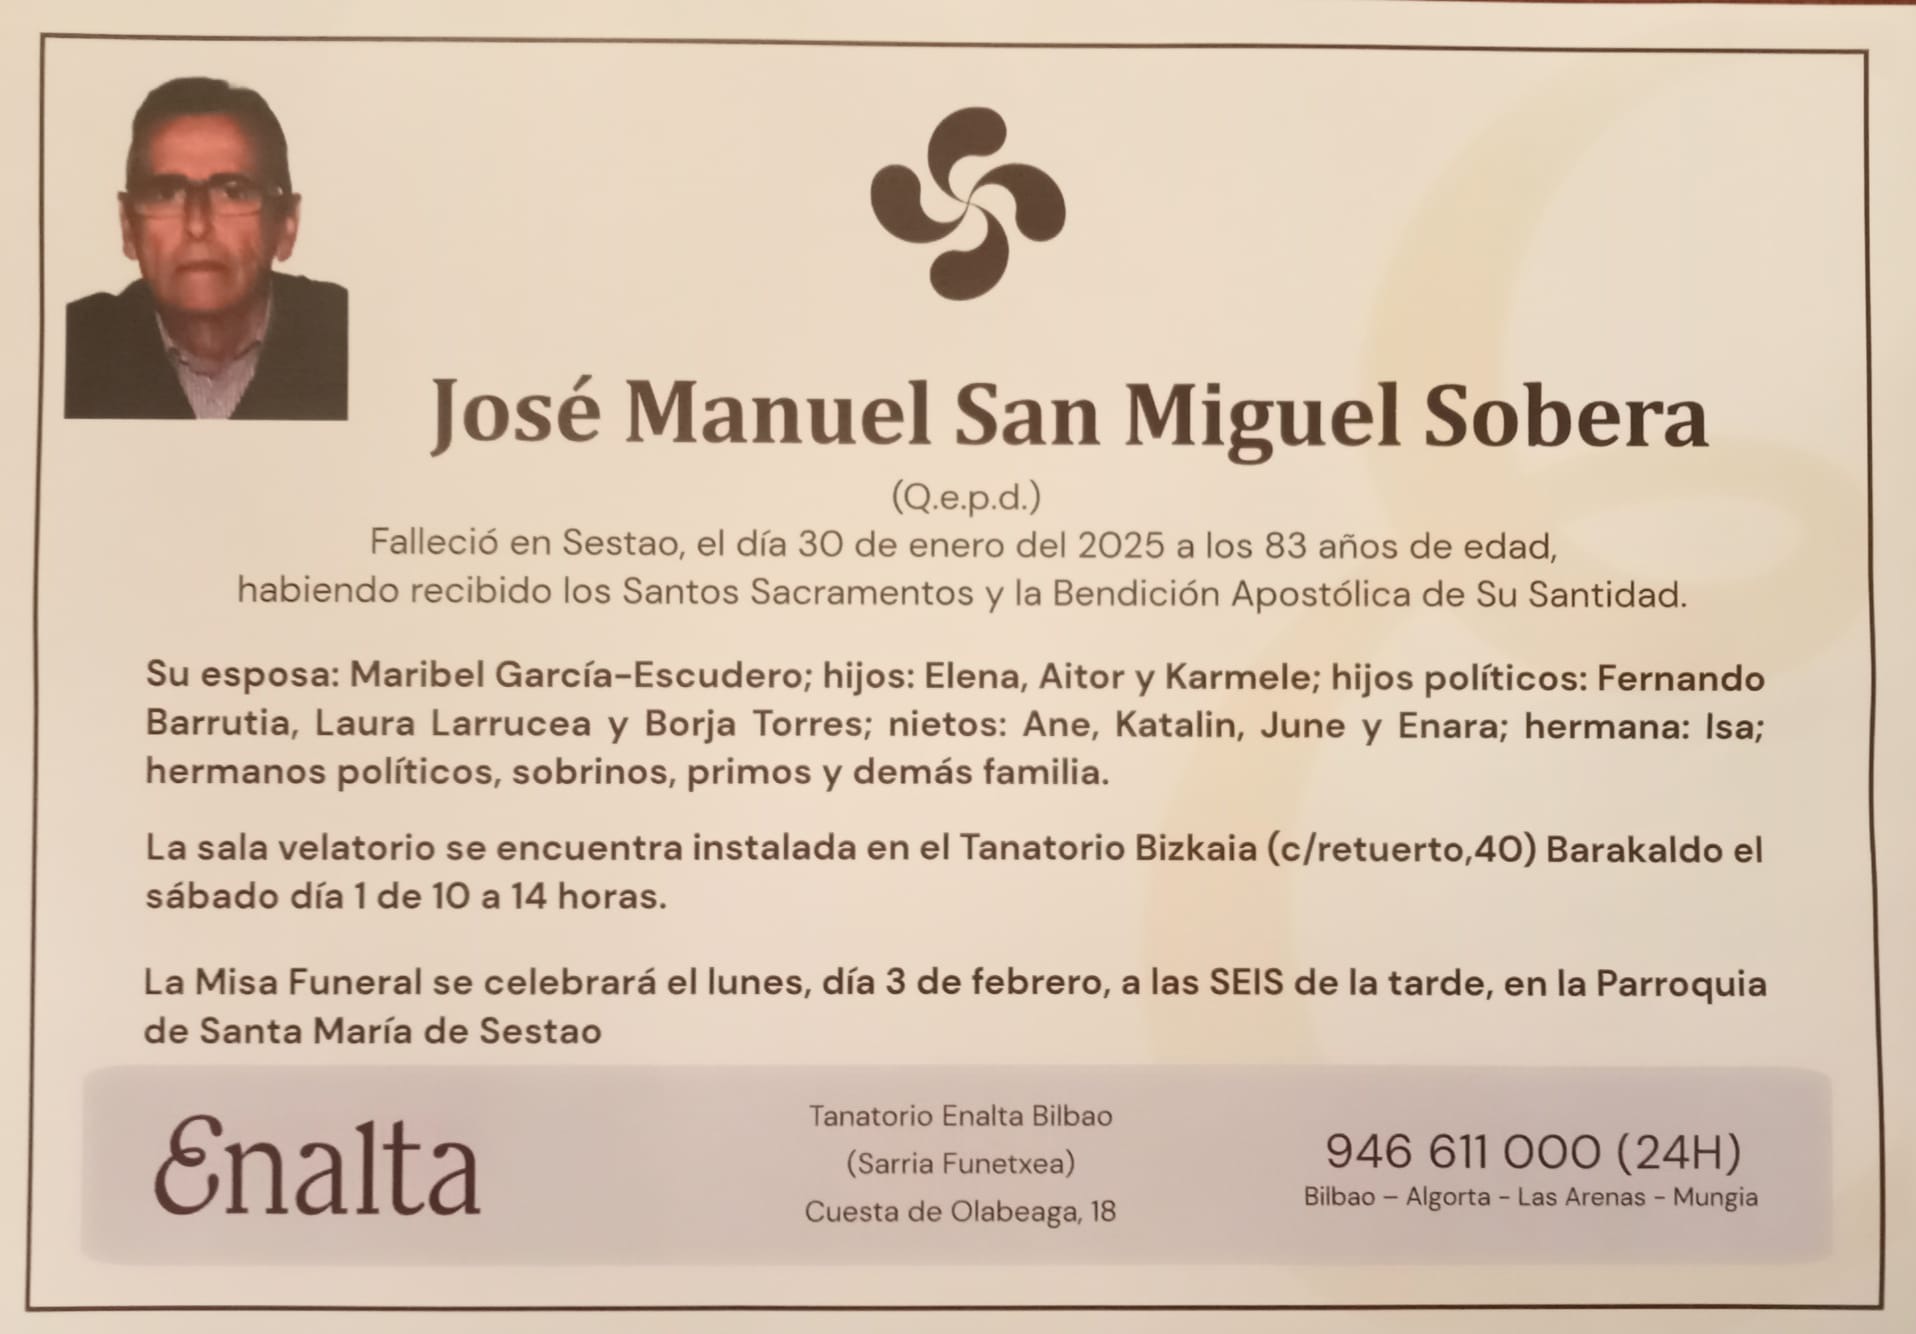 José Manuel San Miguel Sobera
(Q.e.p.d.)
Falleció en Sestao, el día 30 de enero del 2025 a los 83 años de edad,
habiendo recibido los Santos Sacramentos y la Bendición Apostólica de Su Santidad.
Su esposa: Maribel García-Escudero; hijos: Elena, Aitor y Karmele; hijos políticos: Fernando
Barrutia, Laura Larrucea y Borja Torres; nietos: Ane, Katalin, June y Enara; hermana: Isa;
hermanos políticos, sobrinos, primos y demás familia.
La sala velatorio se encuentra instalada en el Tanatorio Bizkaia (c/retuerto,40) Barakaldo el
sábado día 1 de 10 a 14 horas.
La Misa Funeral se celebrará el lunes, día 3 de febrero, a las SEIS de la tarde, en la Parroquia
de Santa María de Sestao
Enalta
Tanatorio Enalta Bilbao
(Sarria Funetxea)
Cuesta de Olabeaga, 18
946 611 000 (24H)
Bilbao – Algorta - Las Arenas - Mungia